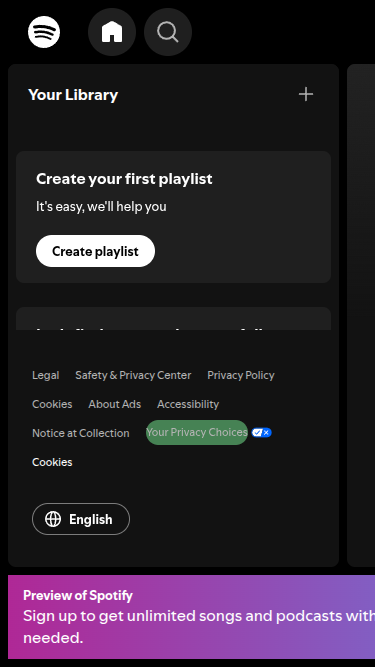 Your Library
Create your first playlist
It's easy, we'll help you
Create playlist
Legal Safety & Privacy Center Privacy Policy
Cookies About Ads Accessibility
Notice at Collection Your Privacy Choices
Cookies
English
Preview of Spotify
Sign up to get unlimited songs and podcasts with
needed.